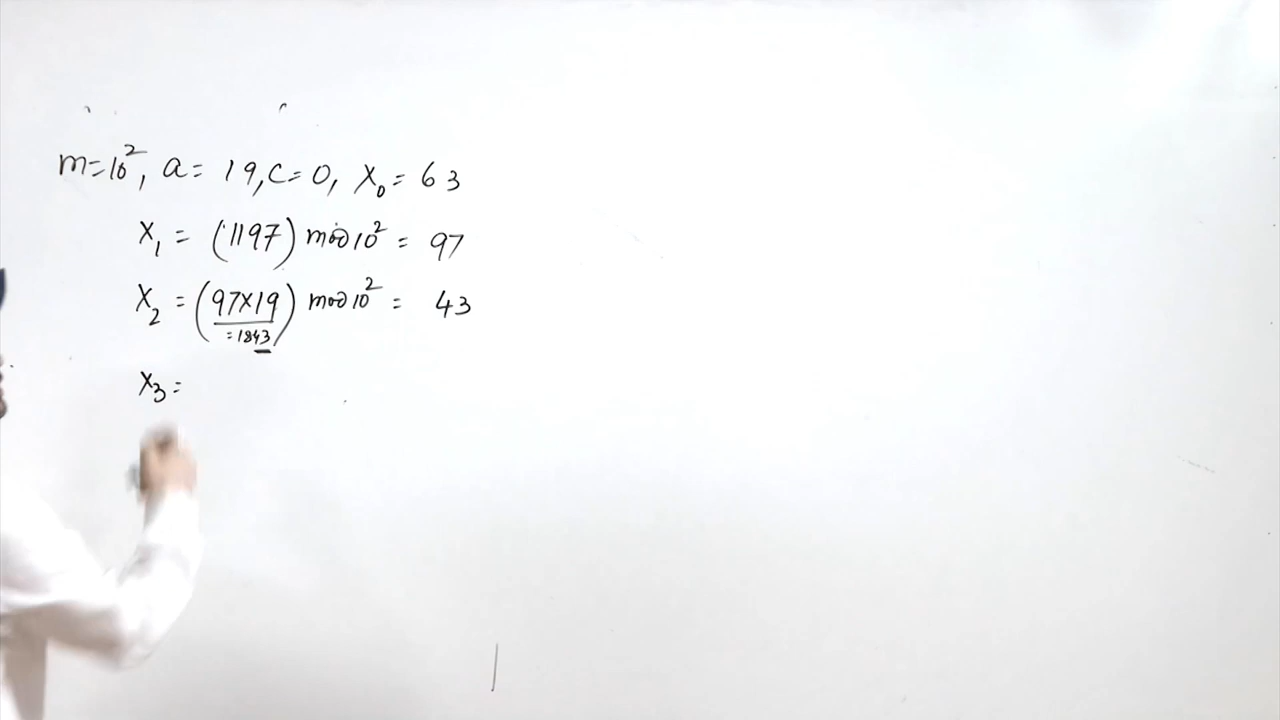 m=10², a=19, c=0, X₀=63
X₁ = (1197) mod 10² = 97
X₂ = (97×19) mod 10² = 43
=1843
X₃ =